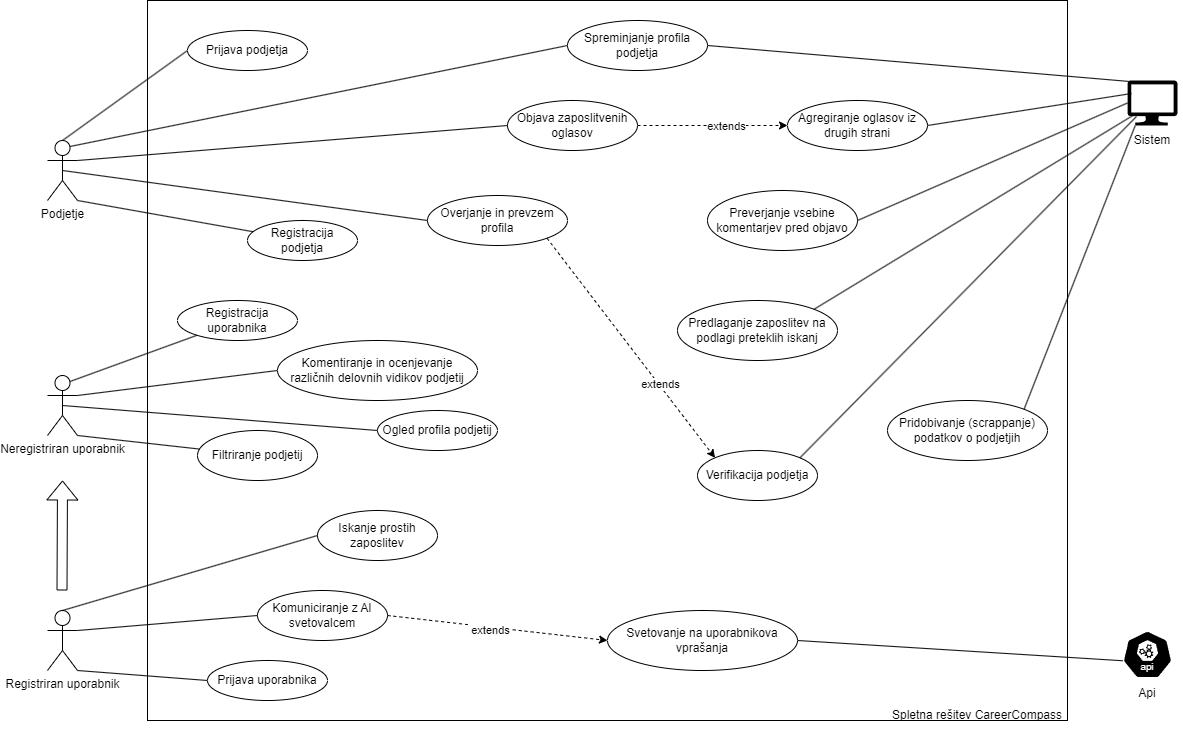 Prijava podjetja
Spreminjanje profila
podjetja
Objava zaposlitvenih
oglasov
extends
Agregiranje oglasov iz
drugih strani
Sistem
Podjetje
Overjanje in prevzem
profila
Preverjanje vsebine
komentarjev pred objavo
Registracija
podjetja
Registracija
uporabnika
Predlaganje zaposlitev na
podlagi preteklih iskanj
Komentiranje in ocenjevanje
različnih delovnih vidikov podjetij
extends
Neregistriran uporabnik
Ogled profila podjetij
Pridobivanje (scrappanje)
podatkov o podjetjih
Filtriranje podjetij
Verifikacija podjetja
Iskanje prostih
zaposlitev
Komuniciranje z AI
svetovalcem
extends
Svetovanje na uporabnikova
vprašanja
api
Registriran uporabnik
Prijava uporabnika
Api
Spletna rešitev CareerCompass